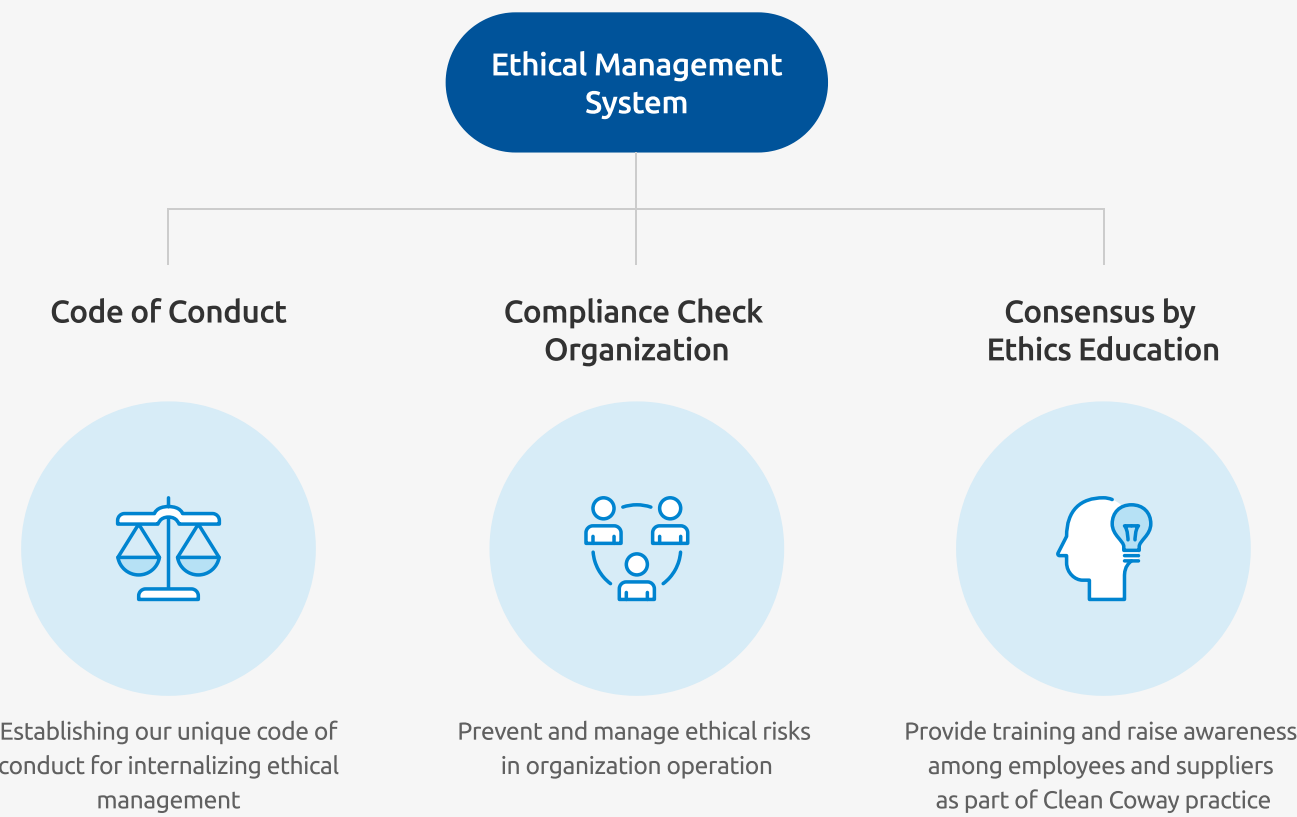 Ethical Management
System
Code of Conduct
Compliance Check
Organization
Consensus by
Ethics Education
Establishing our unique code of
conduct for internalizing ethical
management
Prevent and manage ethical risks
in organization operation
Provide training and raise awareness
among employees and suppliers
as part of Clean Coway practice